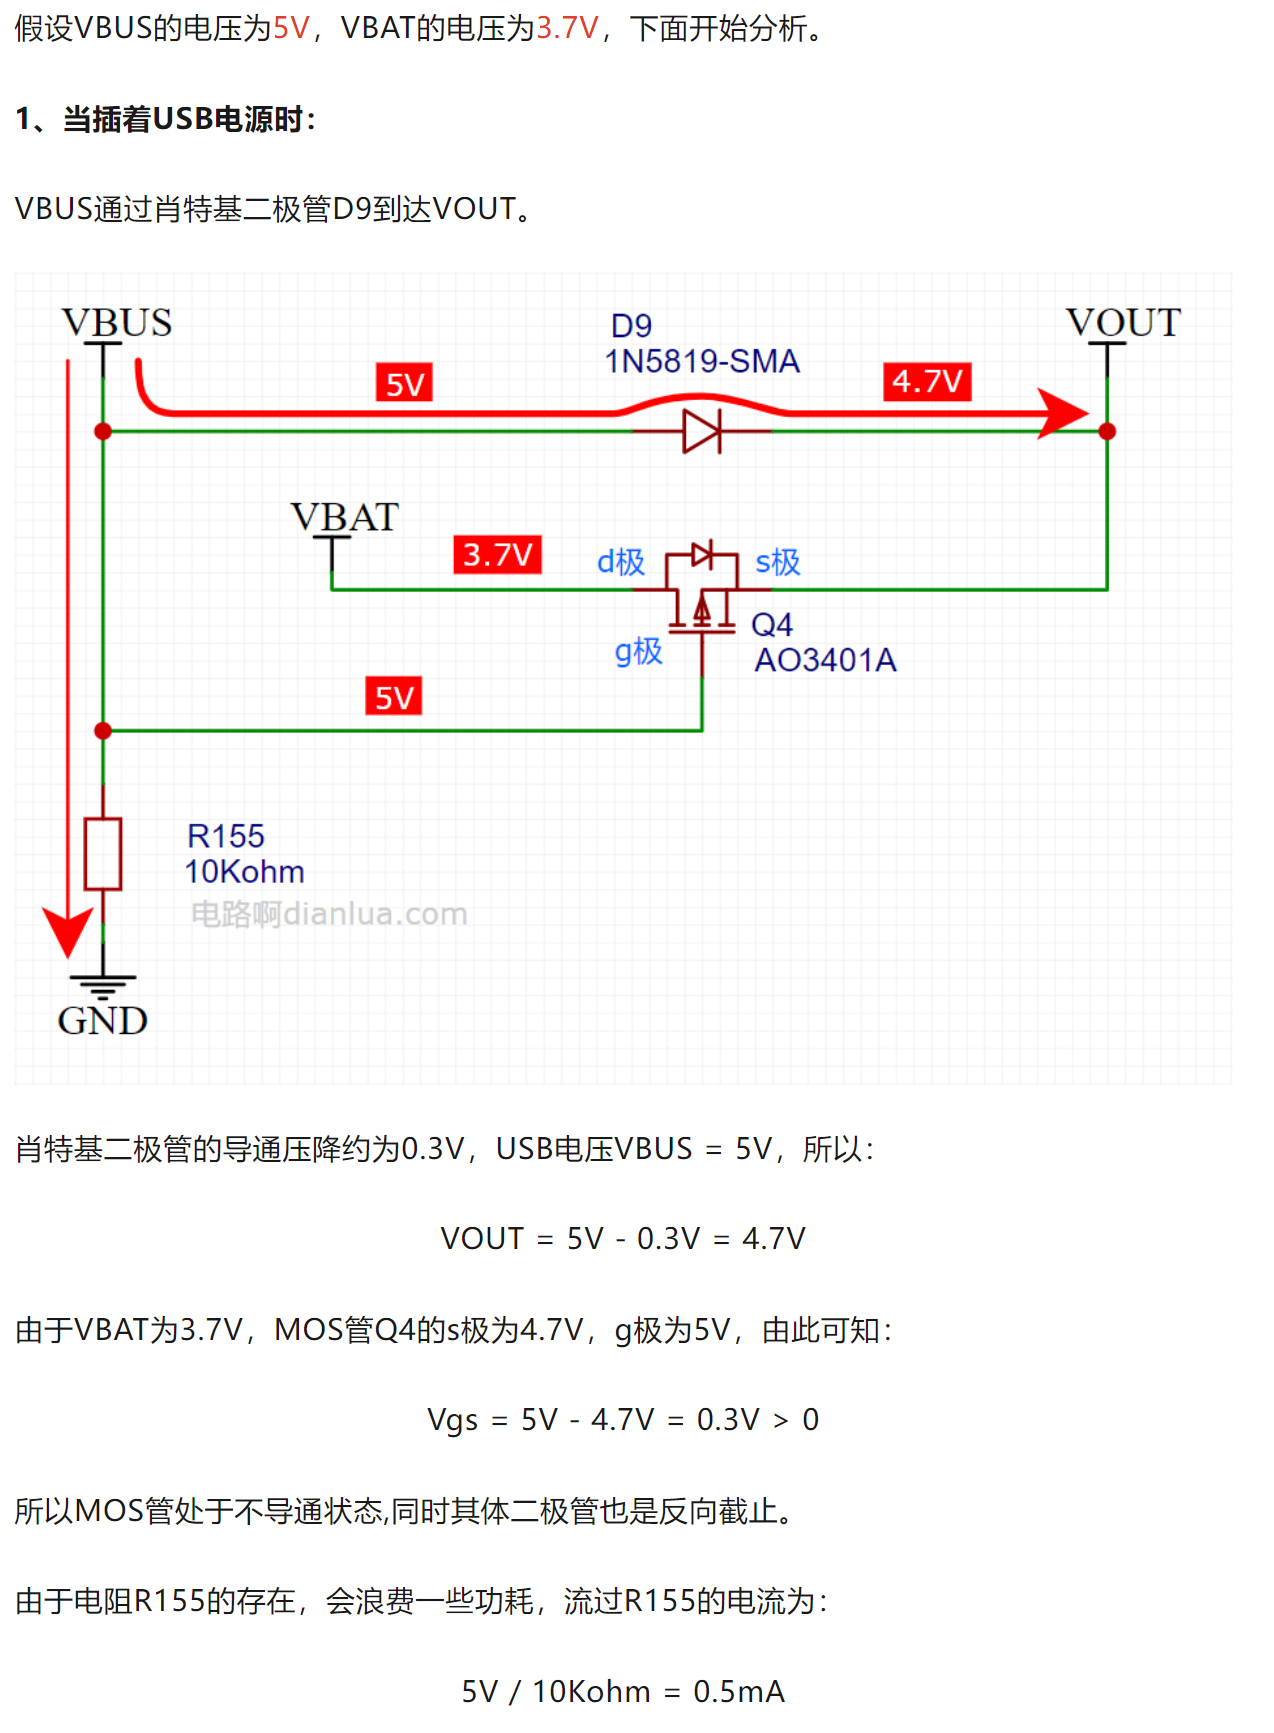 假设VBUS的电压为5V，VBAT的电压为3.7V，下面开始分析。
1、当插着USB电源时：
VBUS通过肖特基二极管D9到达VOUT。
VBUS
D9
1N5819-SMA
VOUT
5V
4.7V
VBAT
3.7V
d极
s极
g极
Q4
AO3401A
5V
R155
10Kohm
电路啊dianlua.com
GND
肖特基二极管的导通压降约为0.3V，USB电压VBUS = 5V，所以：
VOUT = 5V - 0.3V = 4.7V
由于VBAT为3.7V，MOS管Q4的s极为4.7V，g极为5V，由此可知：
Vgs = 5V - 4.7V = 0.3V > 0
所以MOS管处于不导通状态,同时其体二极管也是反向截止。
由于电阻R155的存在，会浪费一些功耗，流过R155的电流为：
5V / 10Kohm = 0.5mA